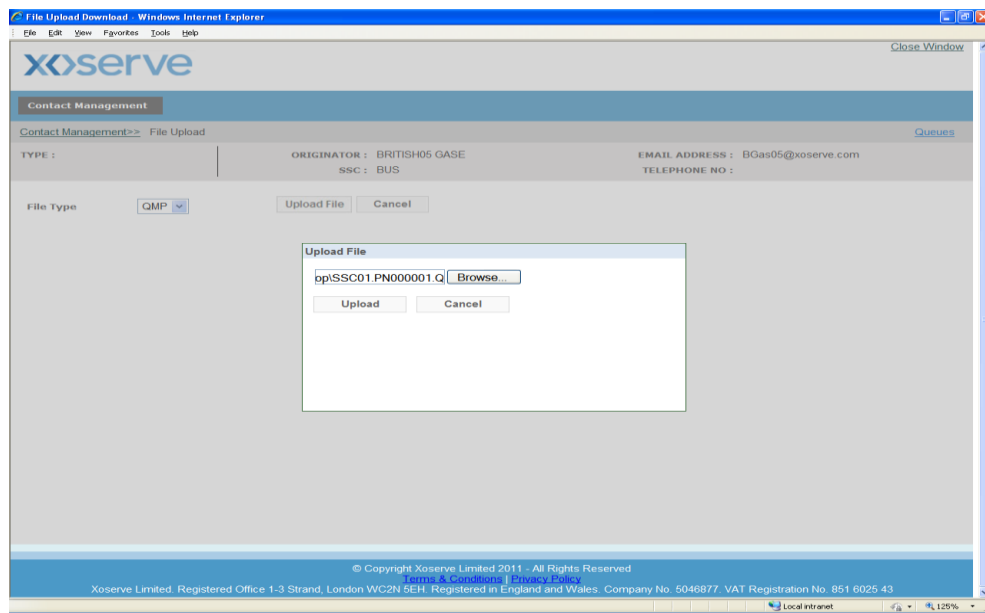 File Upload Download - Windows Internet Explorer
File Edit View Favorites Tools Help
Close Window
xoserve
Contact Management
Contact Management>> File Upload Queues
TYPE : ORIGINATOR : BRITISH05 GASE EMAIL ADDRESS : BGas05@xoserve.com
SSC : BUS TELEPHONE NO :
File Type QMP Upload File Cancel
Upload File
op\SSC01.PN000001.Q Browse...
Upload Cancel
© Copyright Xoserve Limited 2011 - All Rights Reserved
Terms & Conditions | Privacy Policy
Xoserve Limited. Registered Office 1-3 Strand, London WC2N 5EH. Registered in England and Wales. Company No. 5046877. VAT Registration No. 851 6025 43
Local intranet 125%